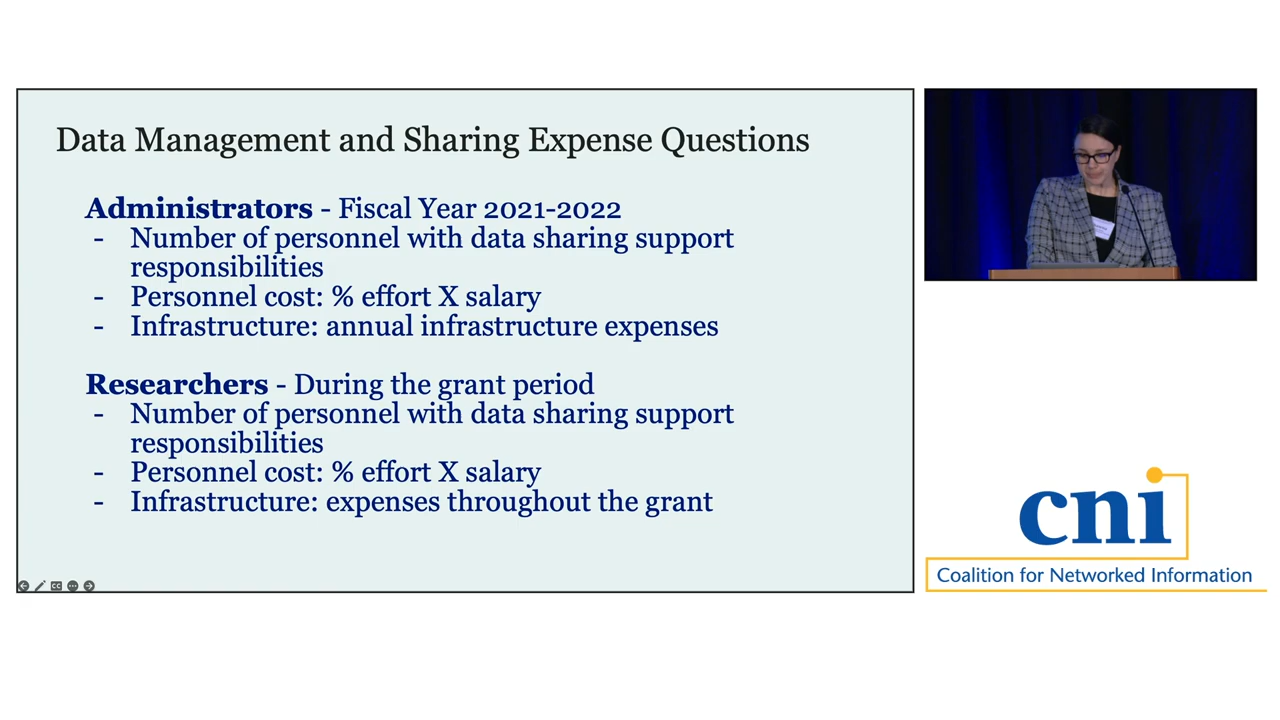 Data Management and Sharing Expense Questions
Administrators - Fiscal Year 2021-2022
- Number of personnel with data sharing support
responsibilities
- Personnel cost: % effort X salary
- Infrastructure: annual infrastructure expenses
Researchers - During the grant period
- Number of personnel with data sharing support
responsibilities
- Personnel cost: % effort X salary
- Infrastructure: expenses throughout the grant
cni
Coalition for Networked Information